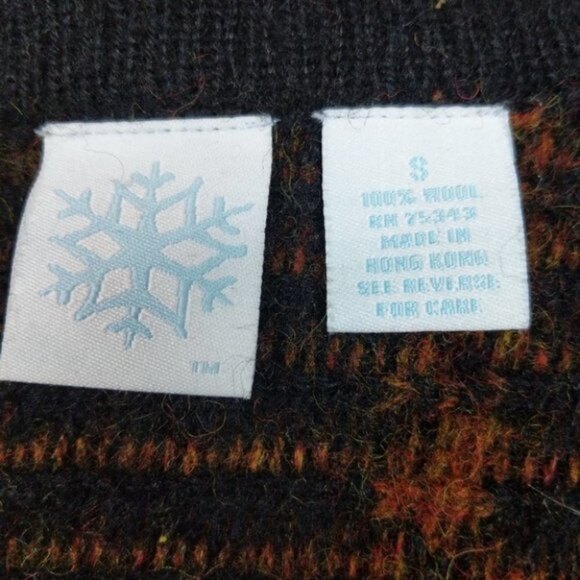 TM
S
100% WOOL
RN 75343
MADE IN
HONG KONG
SEE REVERSE
FOR CARE